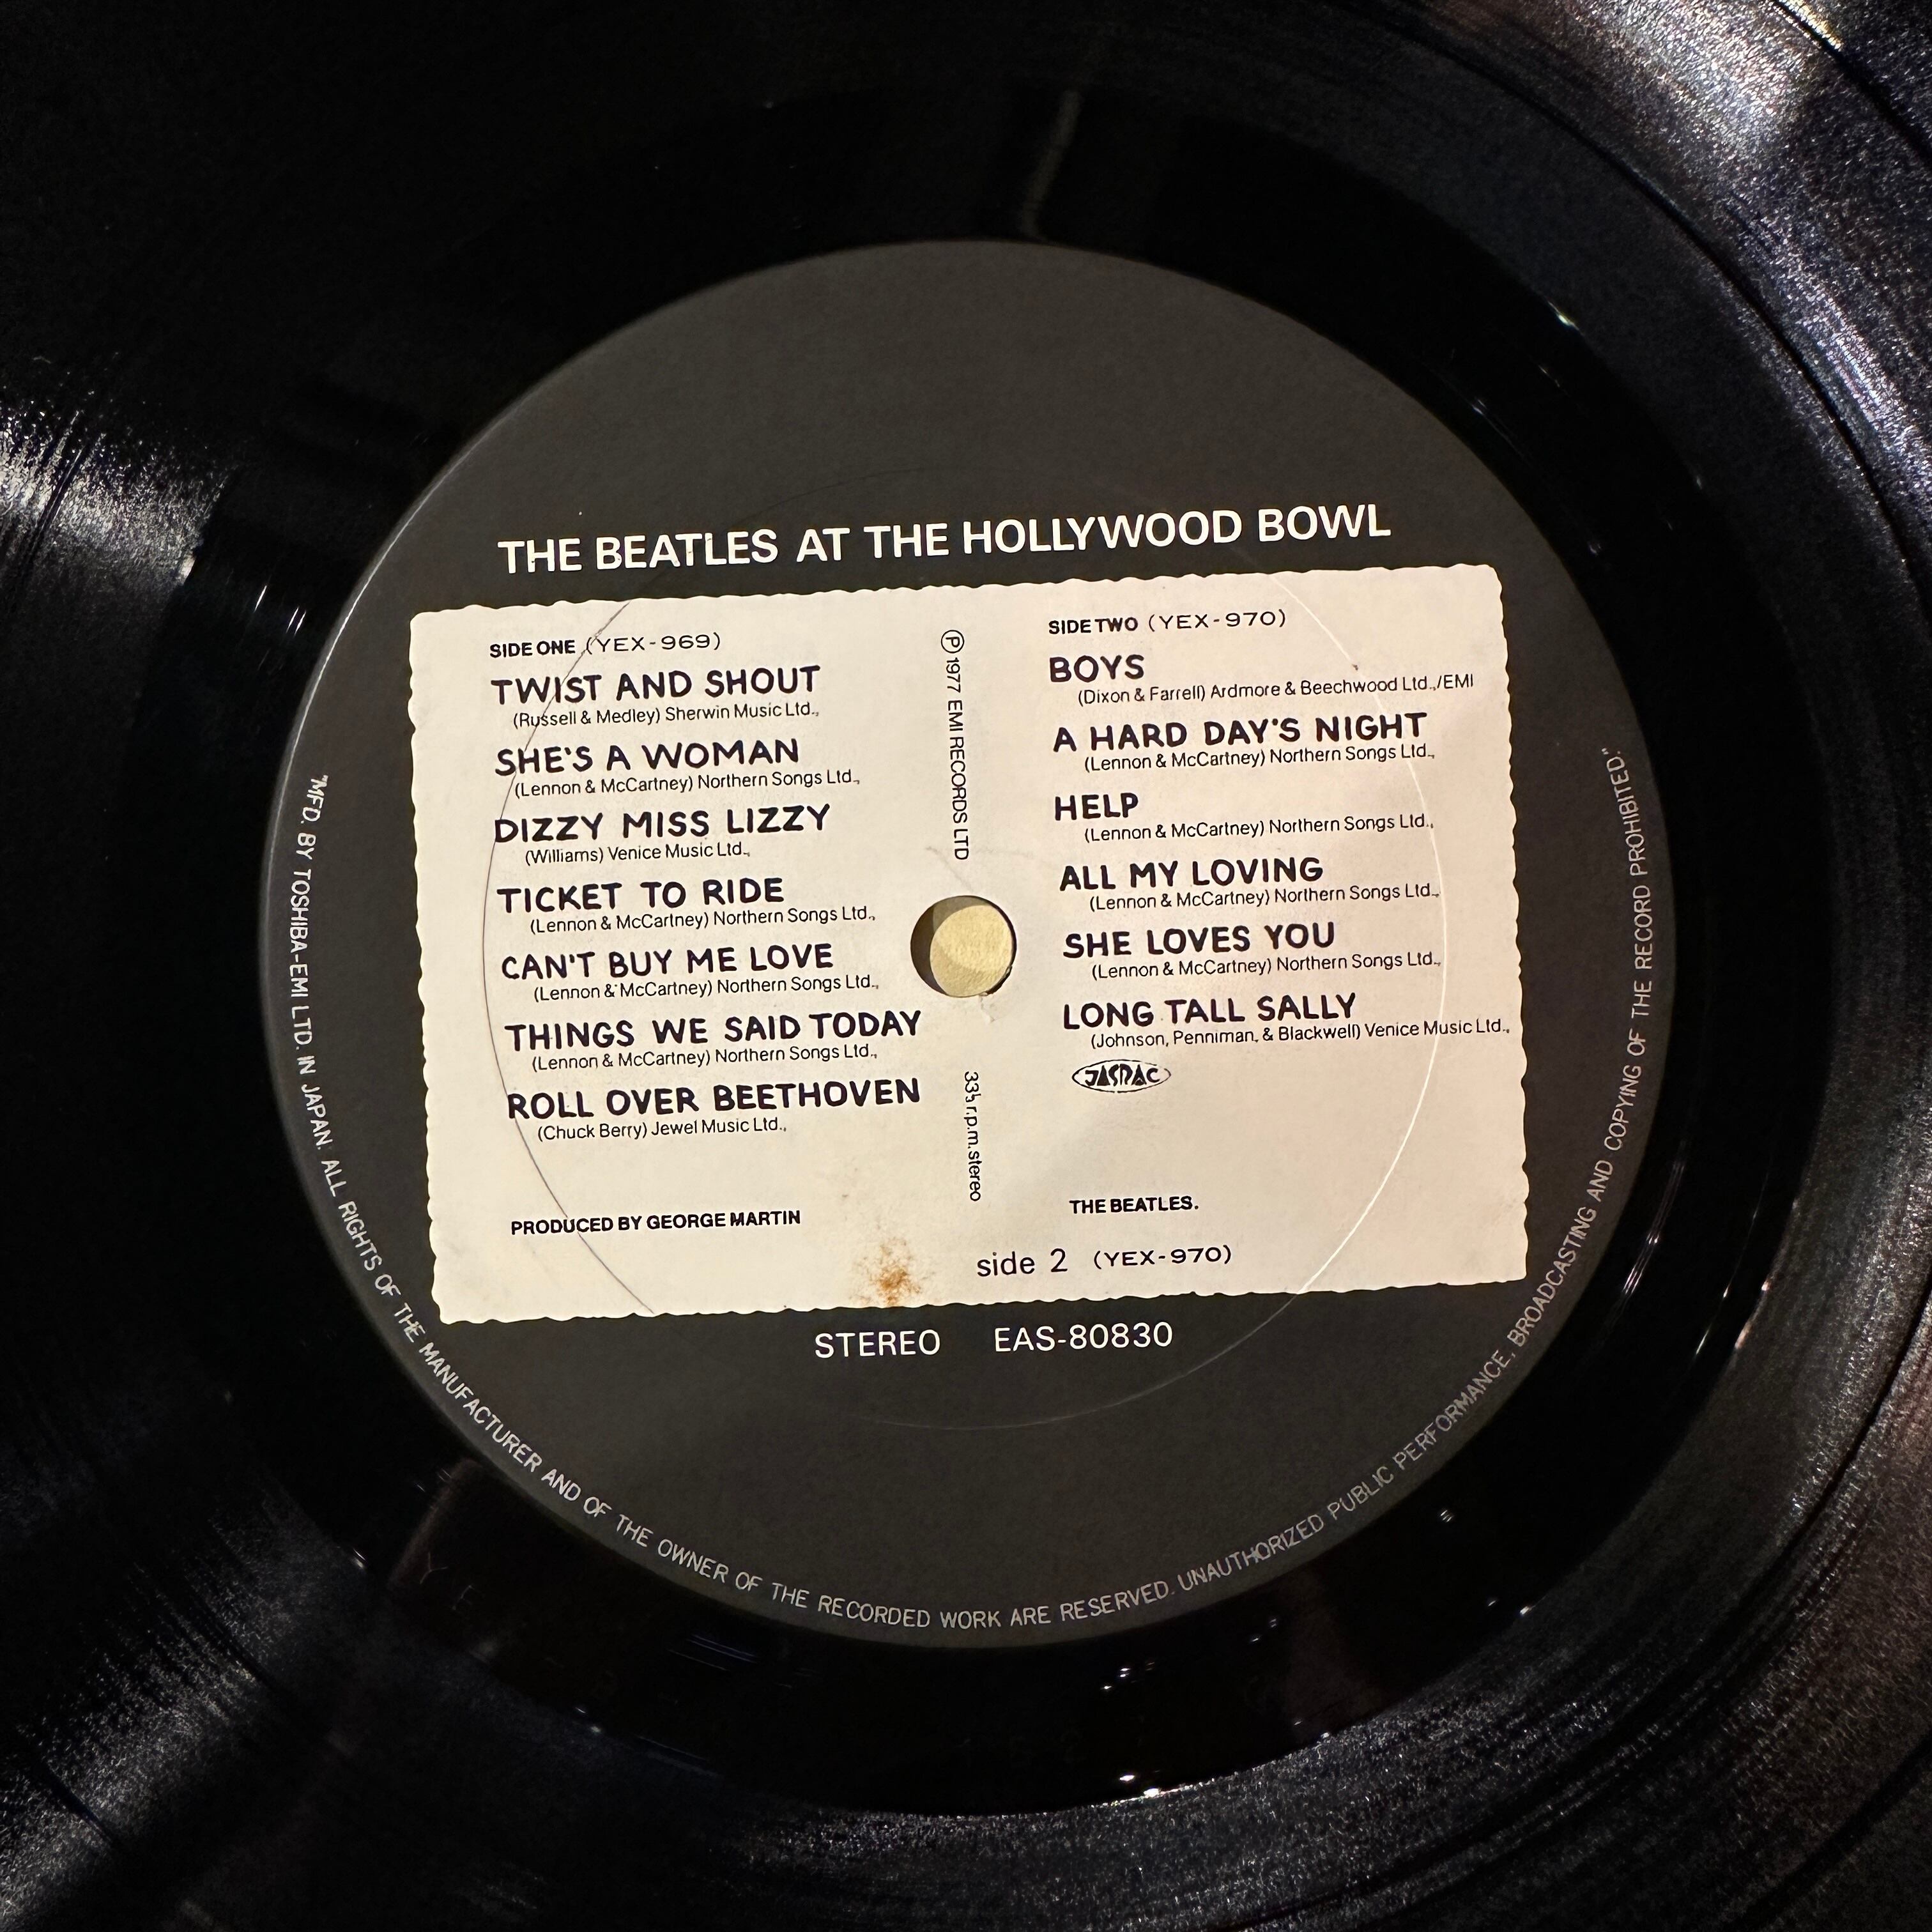 THE BEATLES AT THE HOLLYWOOD BOWL
SIDE ONE (YEX-969)
TWIST AND SHOUT
(Russell & Medley) Sherwin Music Ltd.,
SHE'S A WOMAN
(Lennon & McCartney) Northern Songs Ltd.,
DIZZY MISS LIZZY
(Williams) Venice Music Ltd.,
TICKET TO RIDE
(Lennon & McCartney) Northern Songs Ltd.,
CAN'T BUY ME LOVE
(Lennon & McCartney) Northern Songs Ltd.,
THINGS WE SAID TODAY
(Lennon & McCartney) Northern Songs Ltd.,
ROLL OVER BEETHOVEN
(Chuck Berry) Jewel Music Ltd.,
PRODUCED BY GEORGE MARTIN
Ⓟ 1977 EMI RECORDS LTD
33⅓ r.p.m. stereo
SIDE TWO (YEX-970)
BOYS
(Dixon & Farrell) Ardmore & Beechwood Ltd.,/EMI
A HARD DAY'S NIGHT
(Lennon & McCartney) Northern Songs Ltd.,
HELP
(Lennon & McCartney) Northern Songs Ltd.,
ALL MY LOVING
(Lennon & McCartney) Northern Songs Ltd.,
SHE LOVES YOU
(Lennon & McCartney) Northern Songs Ltd.,
LONG TALL SALLY
(Johnson, Penniman, & Blackwell) Venice Music Ltd.,
JASRAC
THE BEATLES.
side 2 (YEX-970)
STEREO EAS-80830
"MFD. BY TOSHIBA-EMI LTD. IN JAPAN. ALL RIGHTS OF THE MANUFACTURER AND OF THE OWNER OF THE RECORDED WORK ARE RESERVED. UNAUTHORIZED PUBLIC PERFORMANCE, BROADCASTING AND COPYING OF THE RECORD PROHIBITED."